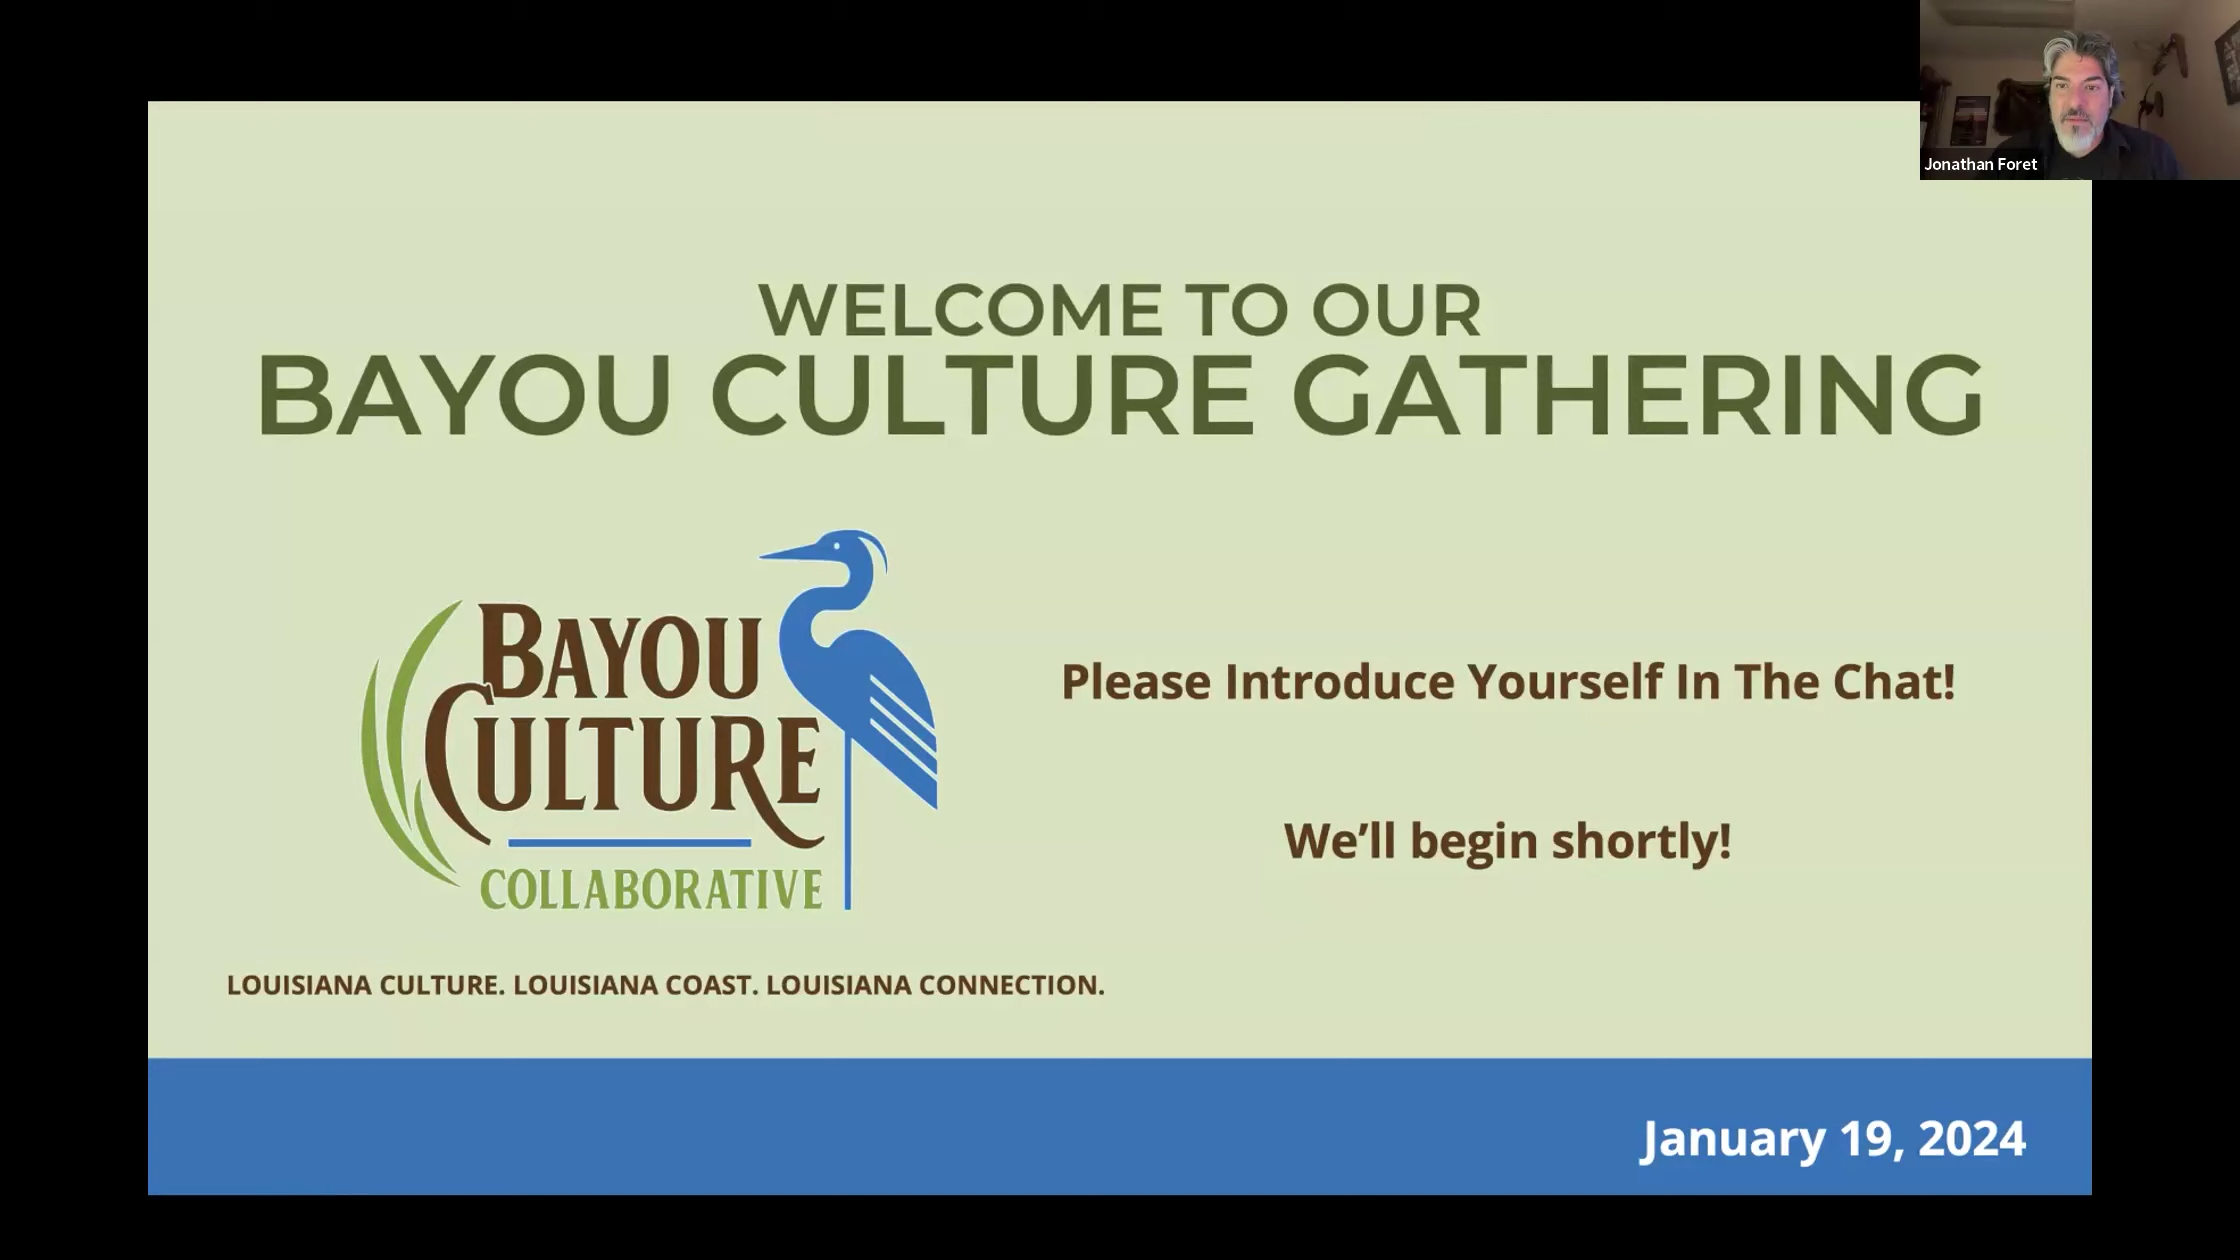 Jonathan Foret
WELCOME TO OUR
BAYOU CULTURE GATHERING
BAYOU
CULTURE
COLLABORATIVE
Please Introduce Yourself In The Chat!
We'll begin shortly!
LOUISIANA CULTURE. LOUISIANA COAST. LOUISIANA CONNECTION.
January 19, 2024